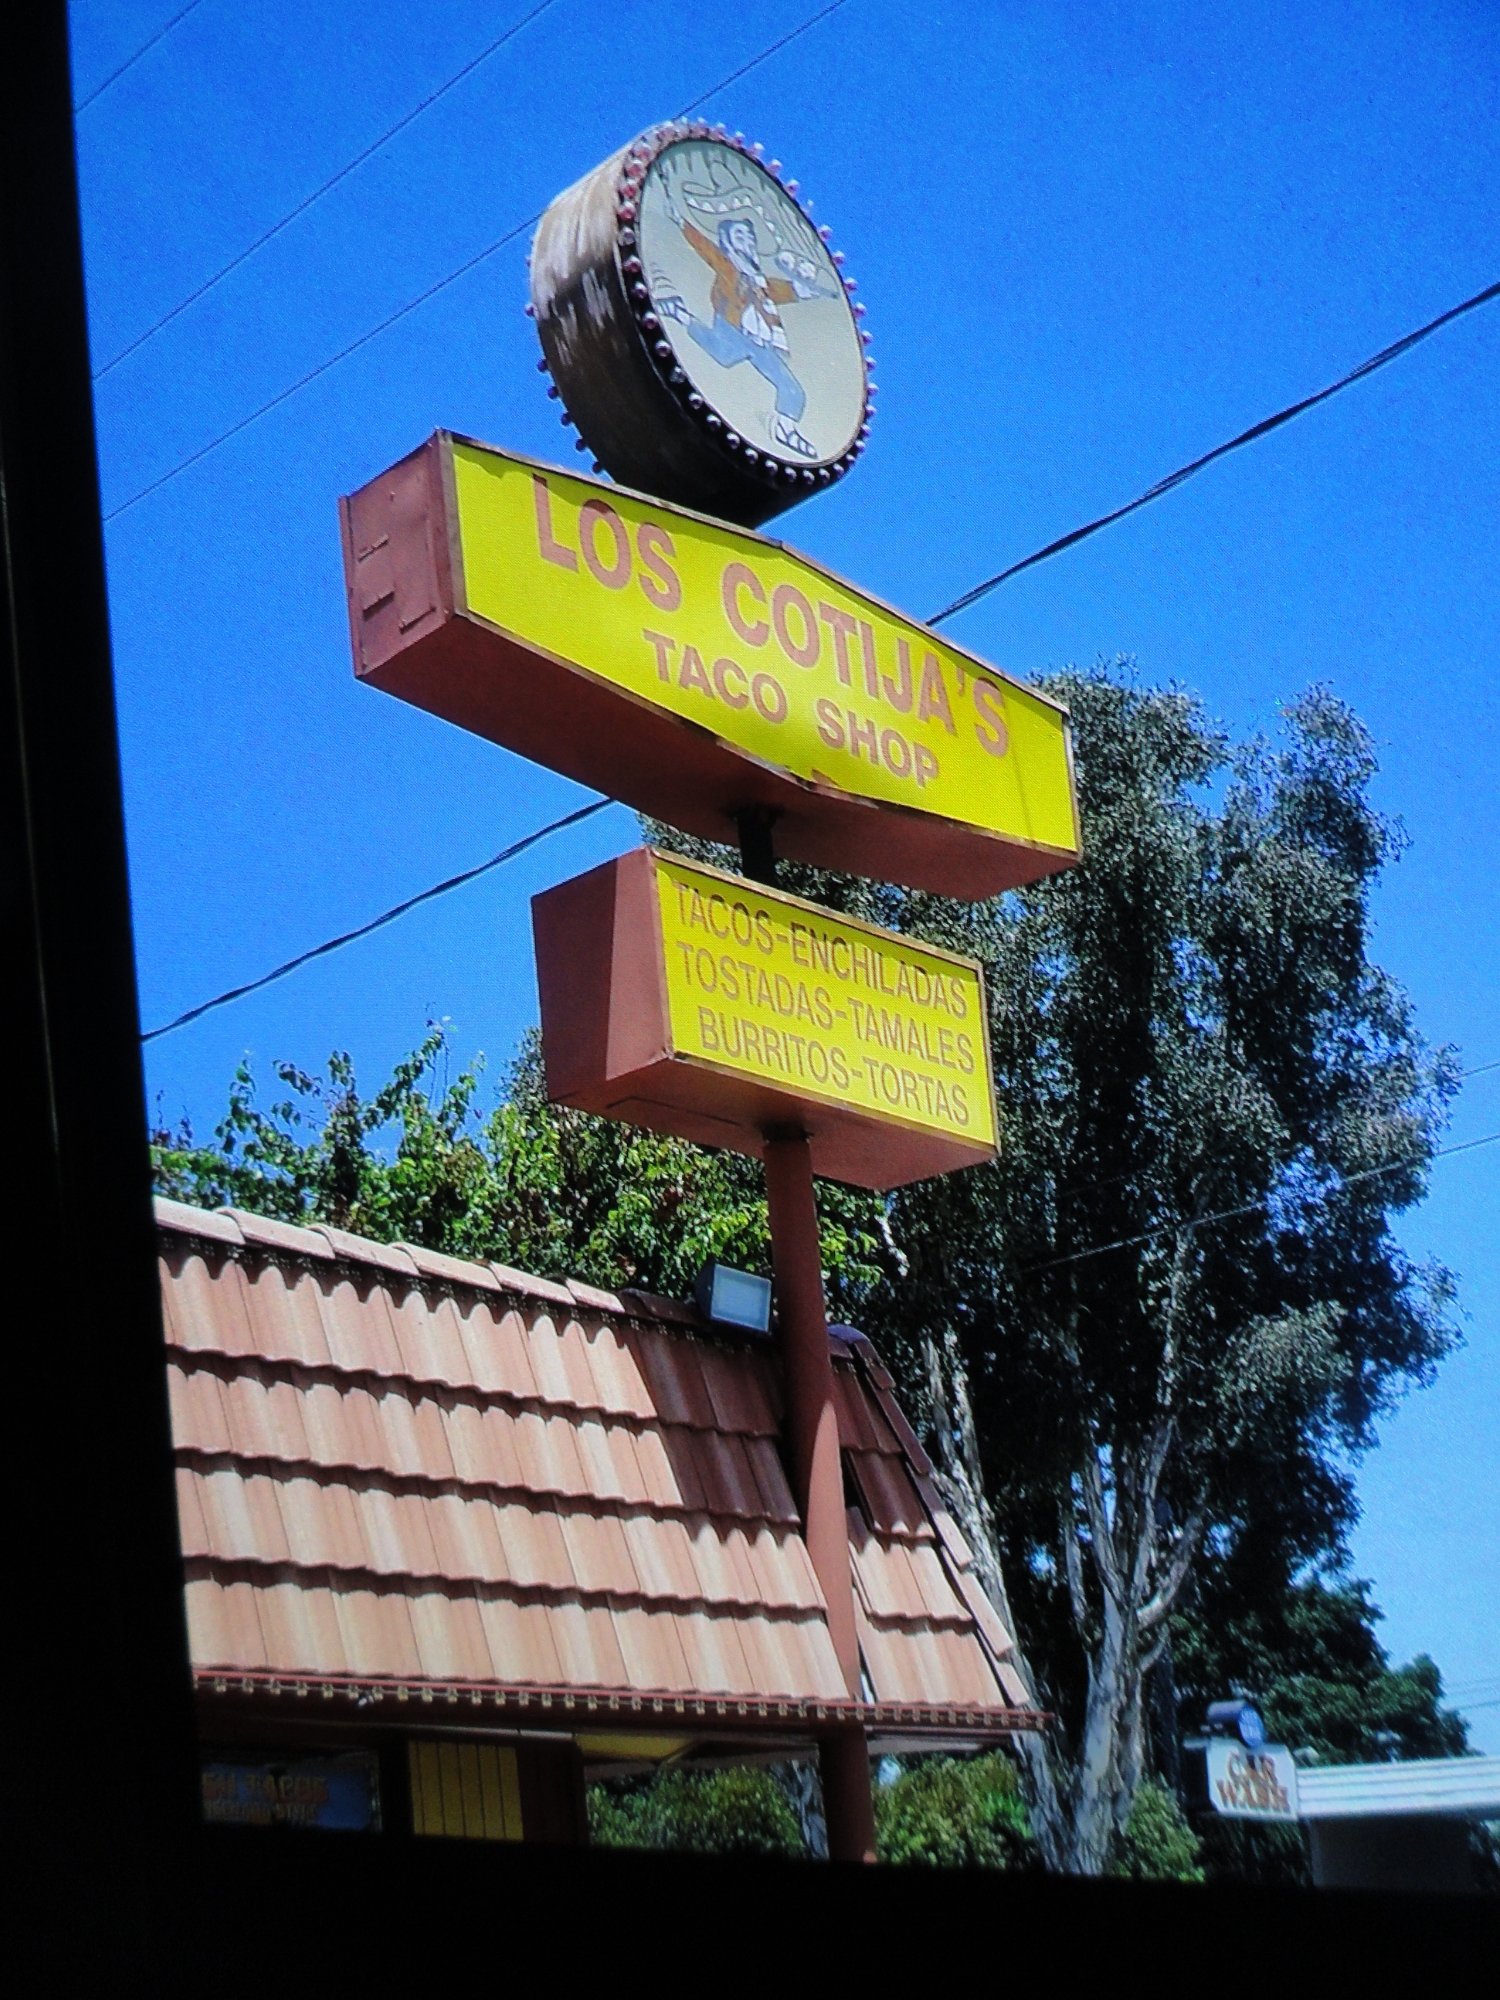 LOS COTIJA'S
TACO SHOP
TACOS-ENCHILADAS
TOSTADAS-TAMALES
BURRITOS-TORTAS
CAR
WASH